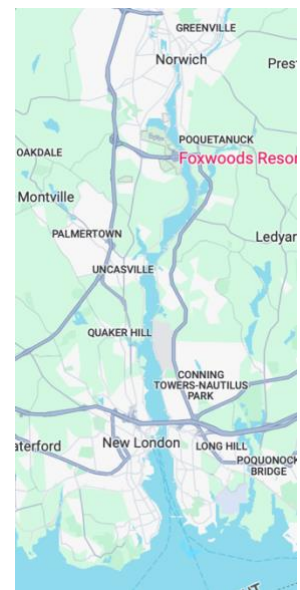 GREENVILLE
Norwich
Prest
POQUETANUCK
OAKDALE
Foxwoods Resor
Montville
PALMERTOWN
Ledyar
UNCASVILLE
QUAKER HILL
CONNING
TOWERS-NAUTILUS
PARK
aterford
New London
LONG HILL
POQUONOCK
BRIDGE